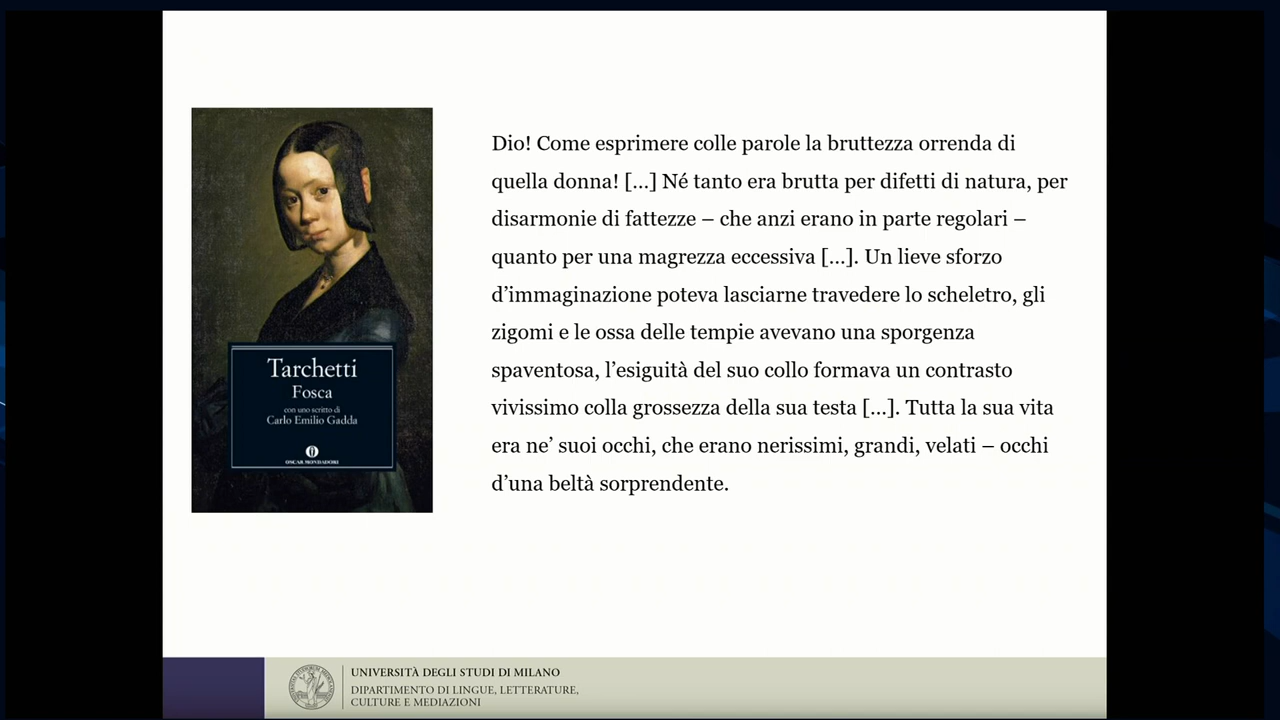 Dio! Come esprimere colle parole la bruttezza orrenda di
quella donna! [...] Né tanto era brutta per difetti di natura, per
disarmonie di fattezze – che anzi erano in parte regolari –
quanto per una magrezza eccessiva [...]. Un lieve sforzo
d’immaginazione poteva lasciarne travedere lo scheletro, gli
zigomi e le ossa delle tempie avevano una sporgenza
spaventosa, l’esiguità del suo collo formava un contrasto
vivissimo colla grossezza della sua testa [...]. Tutta la sua vita
era ne’ suoi occhi, che erano nerissimi, grandi, velati – occhi
d’una beltà sorprendente.
Tarchetti
Fosca
con uno scritto di
Carlo Emilio Gadda
OSCAR MONDADORI
UNIVERSITÀ DEGLI STUDI DI MILANO
DIPARTIMENTO DI LINGUE, LETTERATURE,
CULTURE E MEDIAZIONI